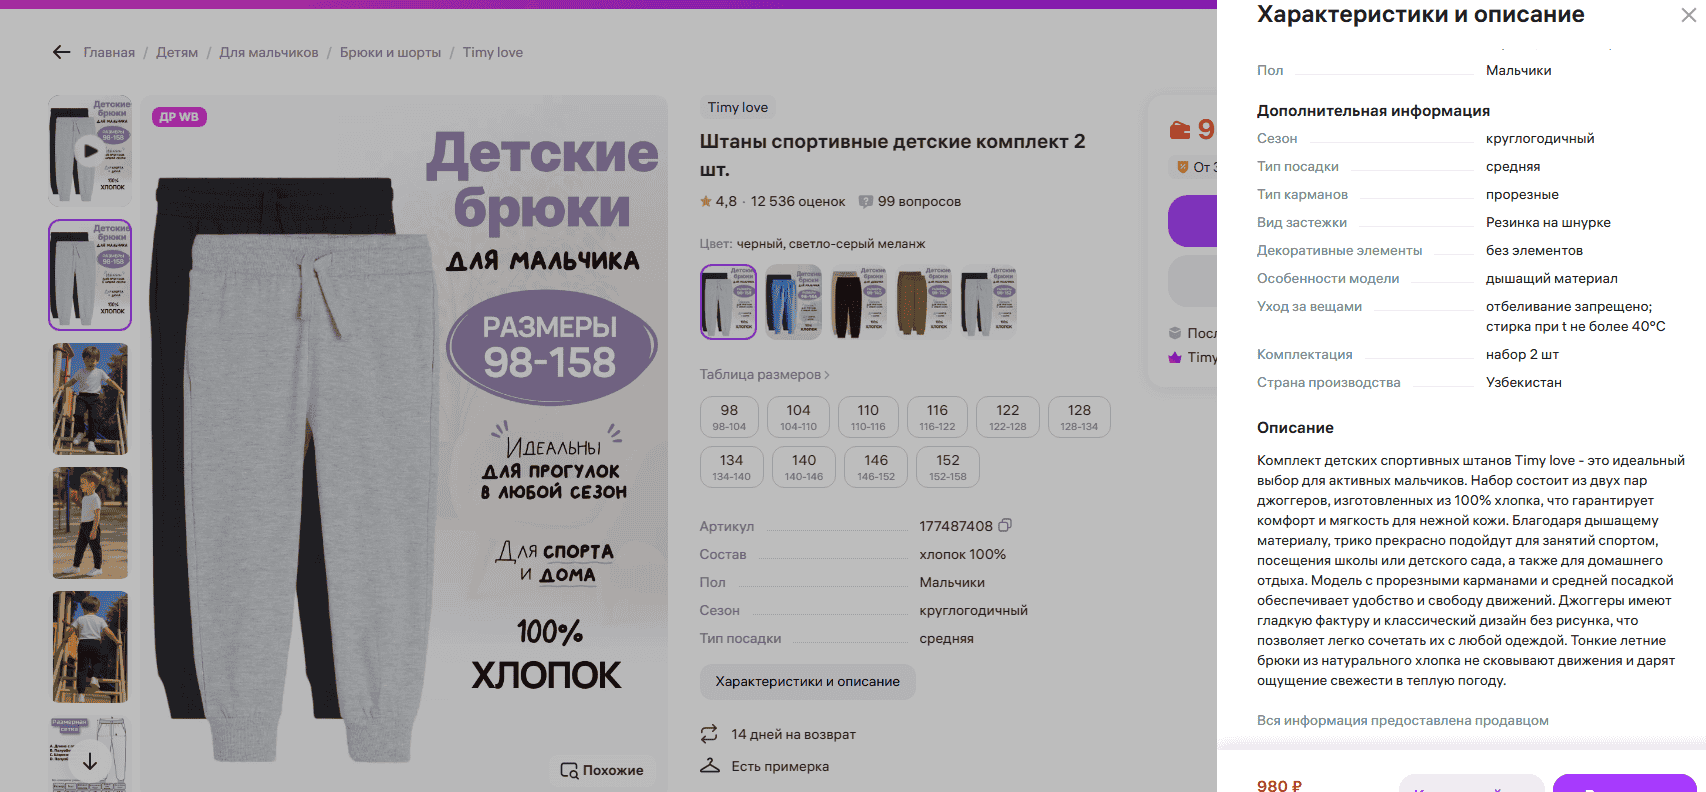 Главная / Детям / Для мальчиков / Брюки и шорты / Timy love
ДР WB
Детские
брюки
ДЛЯ МАЛЬЧИКА
РАЗМЕРЫ
98-158
ИДЕАЛЬНЫ
ДЛЯ ПРОГУЛОК
В ЛЮБОЙ СЕЗОН
ДЛЯ СПОРТА
И ДОМА
100%
ХЛОПОК
Похожие
Timy love
Штаны спортивные детские комплект 2
шт.
4,8 · 12 536 оценок 99 вопросов
Цвет: черный, светло-серый меланж
Таблица размеров
98 104 110 116 122 128
98-104 104-110 110-116 116-122 122-128 128-134
134 140 146 152
134-140 140-146 146-152 152-158
Артикул 177487408
Состав хлопок 100%
Пол Мальчики
Сезон круглогодичный
Тип посадки средняя
Характеристики и описание
14 дней на возврат
Есть примерка
9
От
Timy
Характеристики и описание
Пол Мальчики
Дополнительная информация
Сезон круглогодичный
Тип посадки средняя
Тип карманов прорезные
Вид застежки Резинка на шнурке
Декоративные элементы без элементов
Особенности модели дышащий материал
Уход за вещами отбеливание запрещено;
стирка при t не более 40°C
Комплектация набор 2 шт
Страна производства Узбекистан
Описание
Комплект детских спортивных штанов Timy love - это идеальный
выбор для активных мальчиков. Набор состоит из двух пар
джоггеров, изготовленных из 100% хлопка, что гарантирует
комфорт и мягкость для нежной кожи. Благодаря дышащему
материалу, трико прекрасно подойдут для занятий спортом,
посещения школы или детского сада, а также для домашнего
отдыха. Модель с прорезными карманами и средней посадкой
обеспечивает удобство и свободу движений. Джоггеры имеют
гладкую фактуру и классический дизайн без рисунка, что
позволяет легко сочетать их с любой одеждой. Тонкие летние
брюки из натурального хлопка не сковывают движения и дарят
ощущение свежести в теплую погоду.
Вся информация предоставлена продавцом
980 ₽